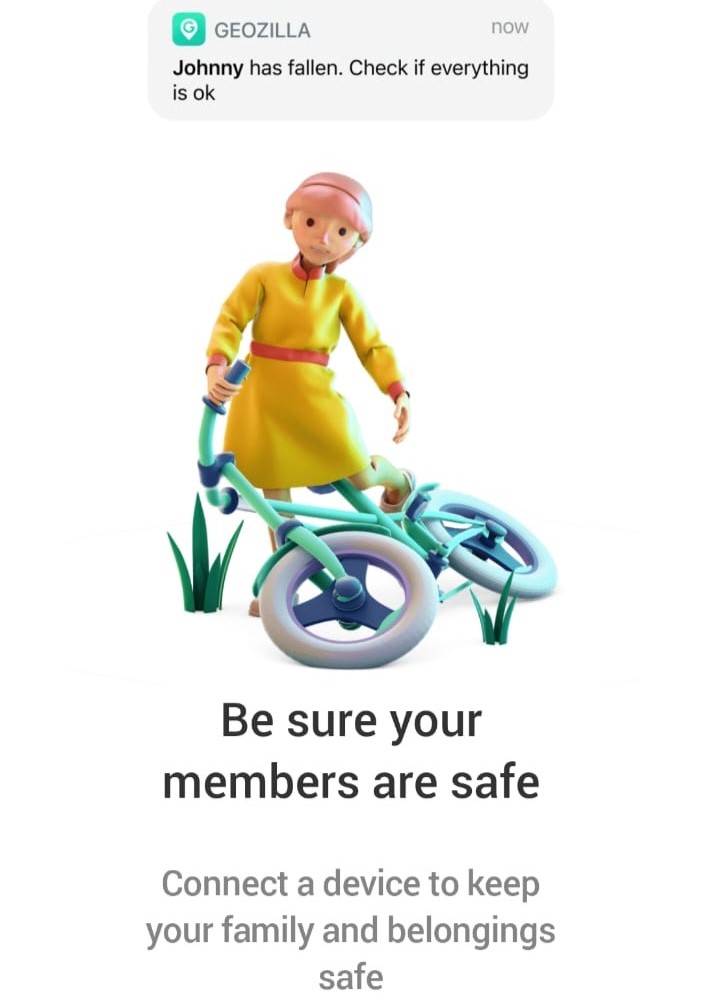 GEOZILLA now
Johnny has fallen. Check if everything
is ok
Be sure your
members are safe
Connect a device to keep
your family and belongings
safe